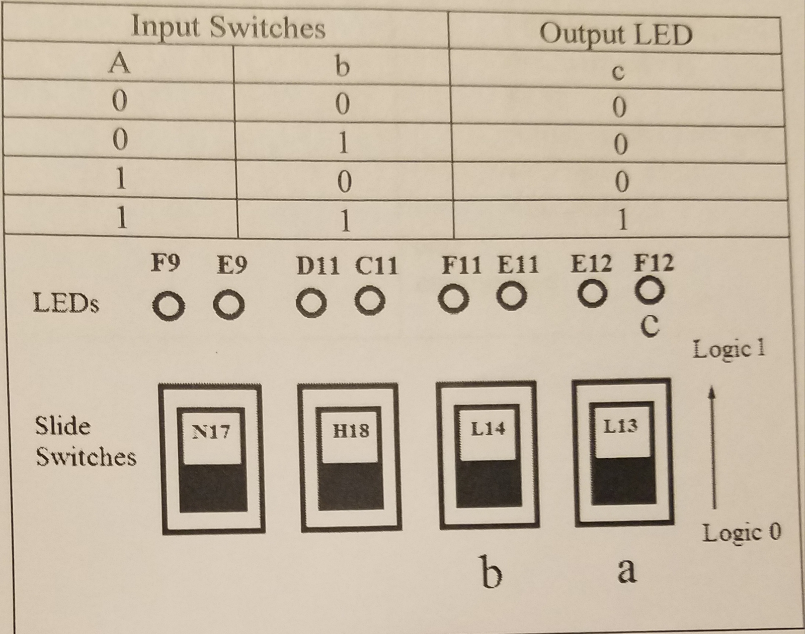 Input Switches Output LED
A b c
0 0 0
0 1 0
1 0 0
1 1 1
F9 E9 D11 C11 F11 E11 E12 F12
LEDs
C
Logic 1
Slide
Switches
N17 H18 L14 L13
Logic 0
b a